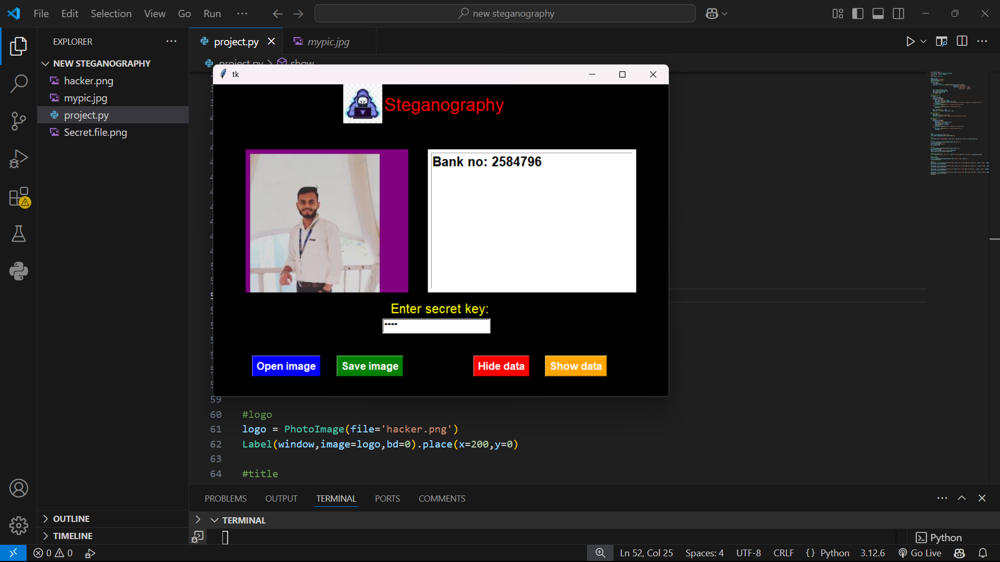 File Edit Selection View Go Run ···
new steganography
EXPLORER
NEW STEGANOGRAPHY
hacker.png
mypic.jpg
project.py
Secret.file.png
OUTLINE
TIMELINE
project.py
mypic.jpg
project.py > show
tk
Steganography
Bank no: 2584796
Enter secret key:
****
Open image
Save image
Hide data
Show data
59
60 #logo
61 logo = PhotoImage(file='hacker.png')
62 Label(window,image=logo,bd=0).place(x=200,y=0)
63
64 #title
PROBLEMS OUTPUT TERMINAL PORTS COMMENTS
TERMINAL
Python
0 0
Ln 52, Col 25 Spaces: 4 UTF-8 CRLF {} Python 3.12.6 Go Live